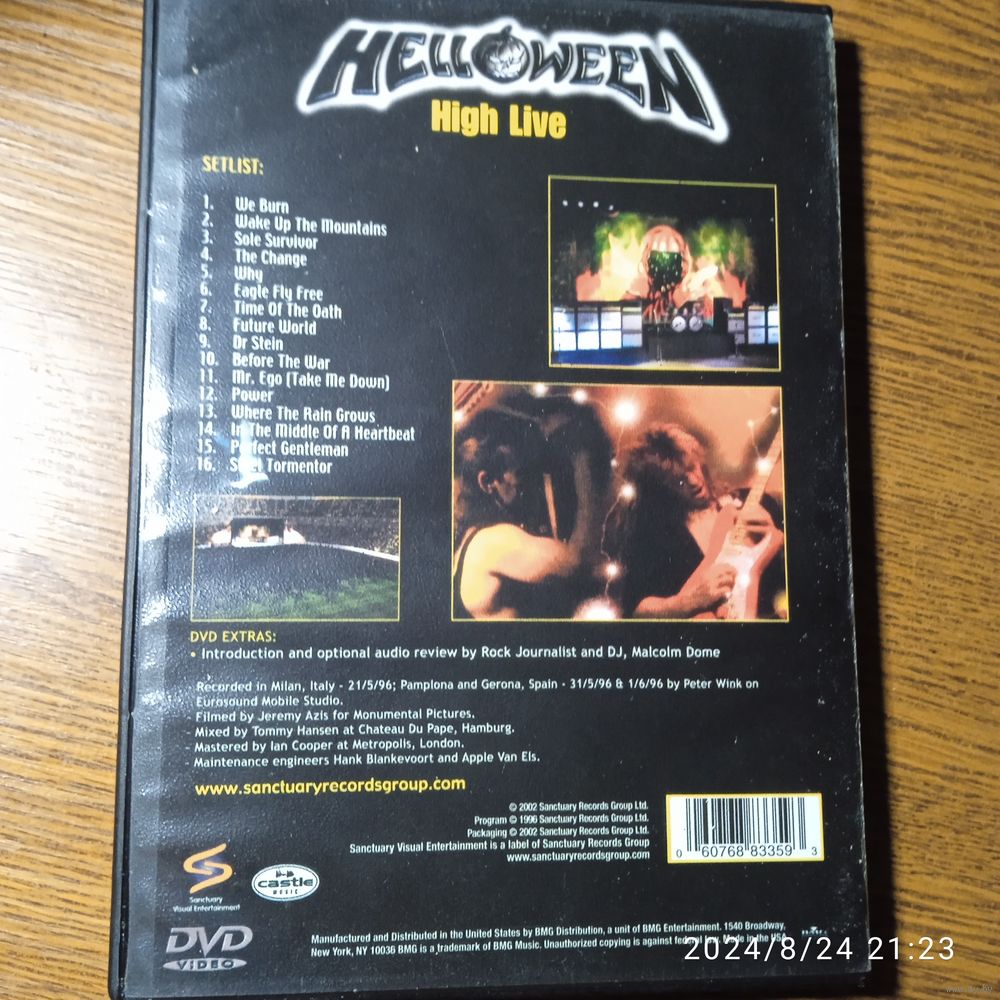 HELLOWEEN
High Live
SETLIST:
1. We Burn
2. Wake Up The Mountains
3. Sole Survivor
4. The Change
5. Why
6. Eagle Fly Free
7. Time Of The Oath
8. Future World
9. Dr Stein
10. Before The War
11. Mr. Ego (Take Me Down)
12. Power
13. Where The Rain Grows
14. In The Middle Of A Heartbeat
15. Perfect Gentleman
16. Steel Tormentor
DVD EXTRAS:
• Introduction and optional audio review by Rock Journalist and DJ, Malcolm Dome
Recorded in Milan, Italy - 21/5/96; Pamplona and Gerona, Spain - 31/5/96 & 1/6/96 by Peter Wink on
Eurosound Mobile Studio.
Filmed by Jeremy Azis for Monumental Pictures.
Mixed by Tommy Hansen at Chateau Du Pape, Hamburg.
Mastered by Ian Cooper at Metropolis, London.
Maintenance engineers Hank Blankevoort and Apple Van Els.
www.sanctuaryrecordsgroup.com
© 2002 Sanctuary Records Group Ltd.
Program © 1996 Sanctuary Records Group Ltd.
Packaging © 2002 Sanctuary Records Group Ltd.
Sanctuary Visual Entertainment is a label of Sanctuary Records Group
www.sanctuaryrecordsgroup.com
0 60768 83359 3
Sanctuary
Visual Entertainment
castle
MUSIC
DVD
VIDEO
Manufactured and Distributed in the United States by BMG Distribution, a unit of BMG Entertainment. 1540 Broadway,
New York, NY 10036 BMG is a trademark of BMG Music. Unauthorized copying is against federal law. Made in the USA.
2024/8/24 21:23